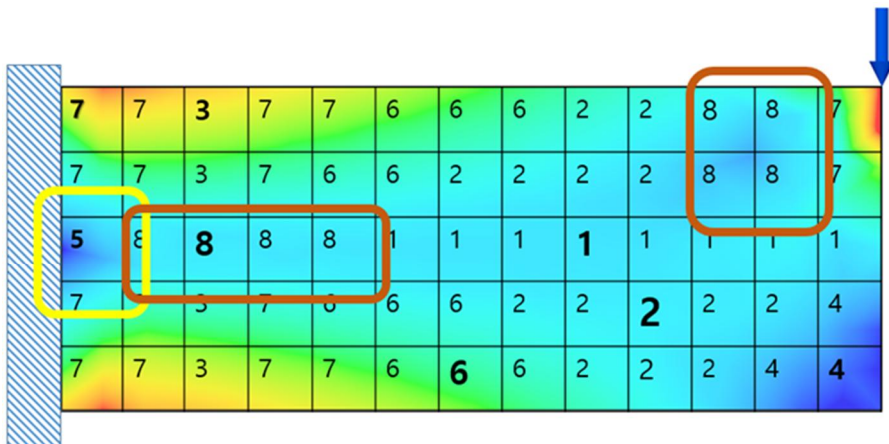 7 7 3 7 7 6 6 6 2 2 8 8 7
7 7 3 7 6 6 2 2 2 2 8 8 7
5 8 8 8 8 1 1 1 1 1 1 1 1
7 3 7 6 6 6 2 2 2 2 2 4
7 7 3 7 7 6 6 6 2 2 2 4 4